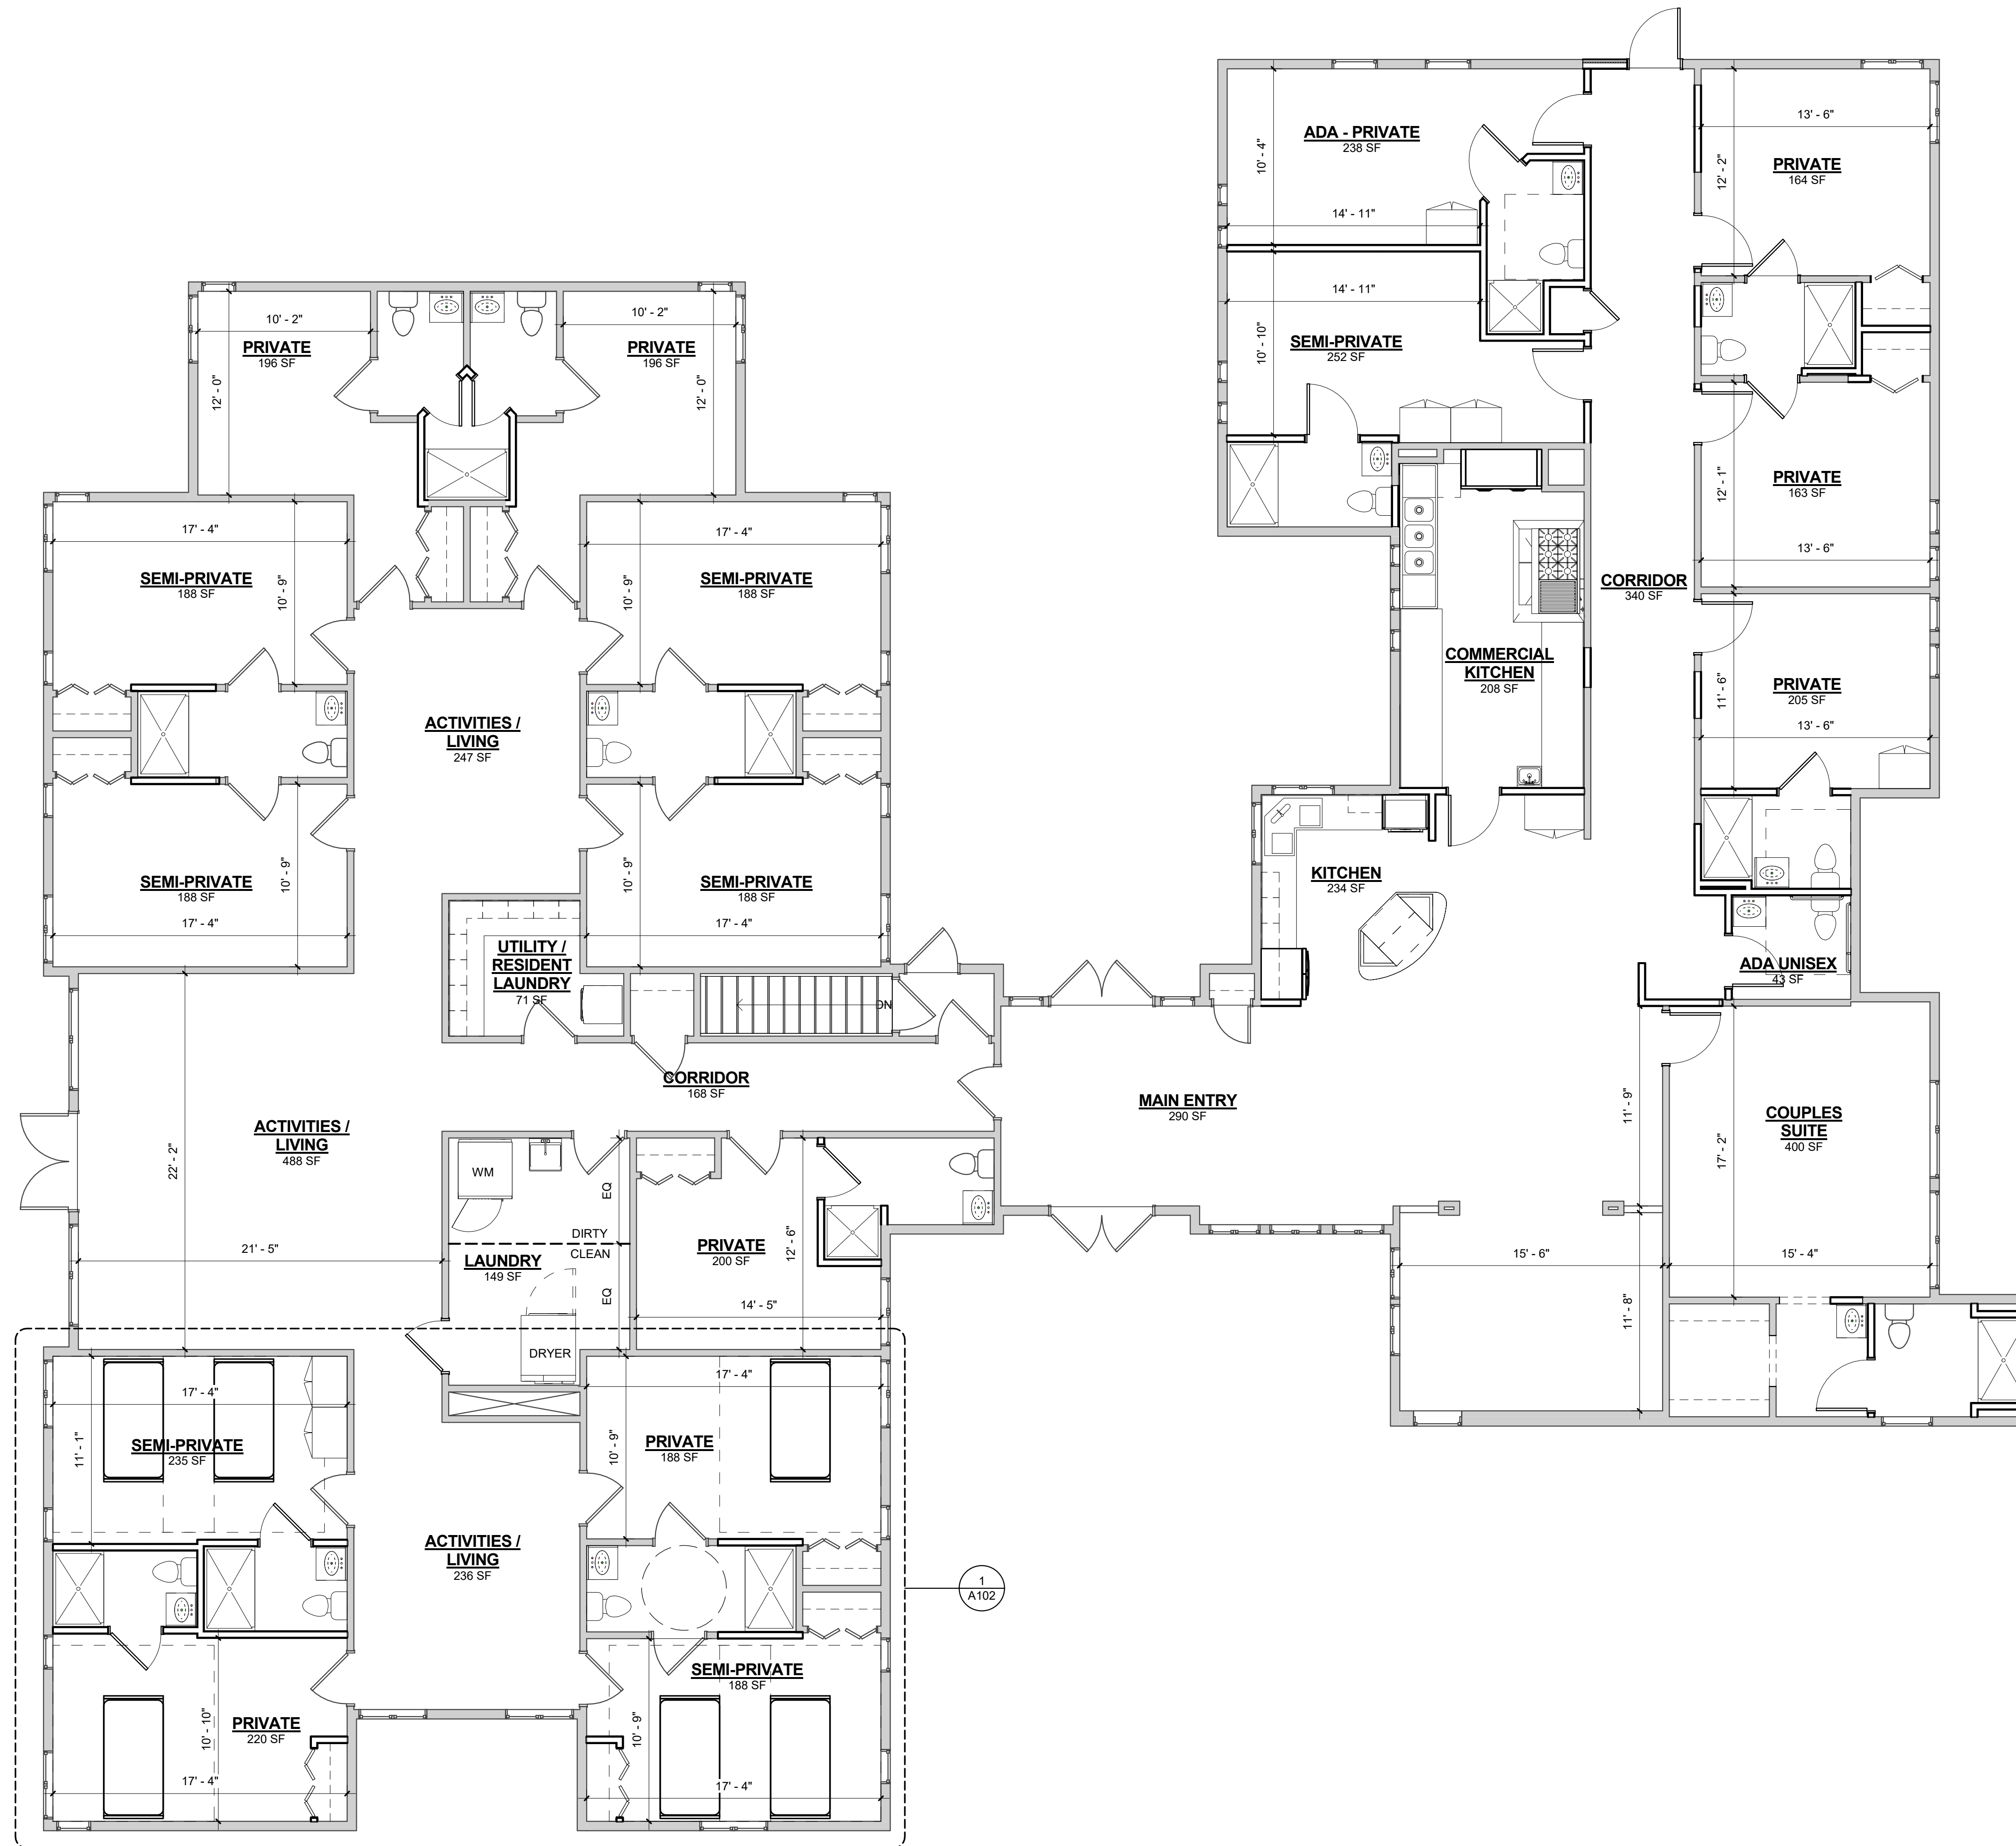 ADA - PRIVATE
238 SF
10' - 4"
14' - 11"
13' - 6"
12' - 2"
PRIVATE
164 SF
14' - 11"
10' - 10"
SEMI-PRIVATE
252 SF
10' - 2"
PRIVATE
196 SF
12' - 0"
10' - 2"
PRIVATE
196 SF
12' - 0"
12' - 1"
PRIVATE
163 SF
13' - 6"
17' - 4"
SEMI-PRIVATE
188 SF
10' - 9"
17' - 4"
SEMI-PRIVATE
188 SF
10' - 9"
CORRIDOR
340 SF
COMMERCIAL
KITCHEN
208 SF
11' - 6"
PRIVATE
205 SF
13' - 6"
ACTIVITIES /
LIVING
247 SF
SEMI-PRIVATE
188 SF
10' - 9"
17' - 4"
SEMI-PRIVATE
188 SF
10' - 9"
17' - 4"
KITCHEN
234 SF
UTILITY /
RESIDENT
LAUNDRY
71 SF
DN
ADA UNISEX
43 SF
CORRIDOR
168 SF
MAIN ENTRY
290 SF
11' - 9"
COUPLES
SUITE
400 SF
17' - 2"
ACTIVITIES /
LIVING
488 SF
22' - 2"
21' - 5"
WM
EQ
DIRTY
CLEAN
LAUNDRY
149 SF
EQ
DRYER
PRIVATE
200 SF
12' - 6"
14' - 5"
15' - 6"
15' - 4"
11' - 8"
17' - 4"
11' - 1"
SEMI-PRIVATE
235 SF
17' - 4"
PRIVATE
188 SF
10' - 9"
ACTIVITIES /
LIVING
236 SF
1
A102
SEMI-PRIVATE
188 SF
10' - 9"
17' - 4"
PRIVATE
220 SF
10' - 10"
17' - 4"